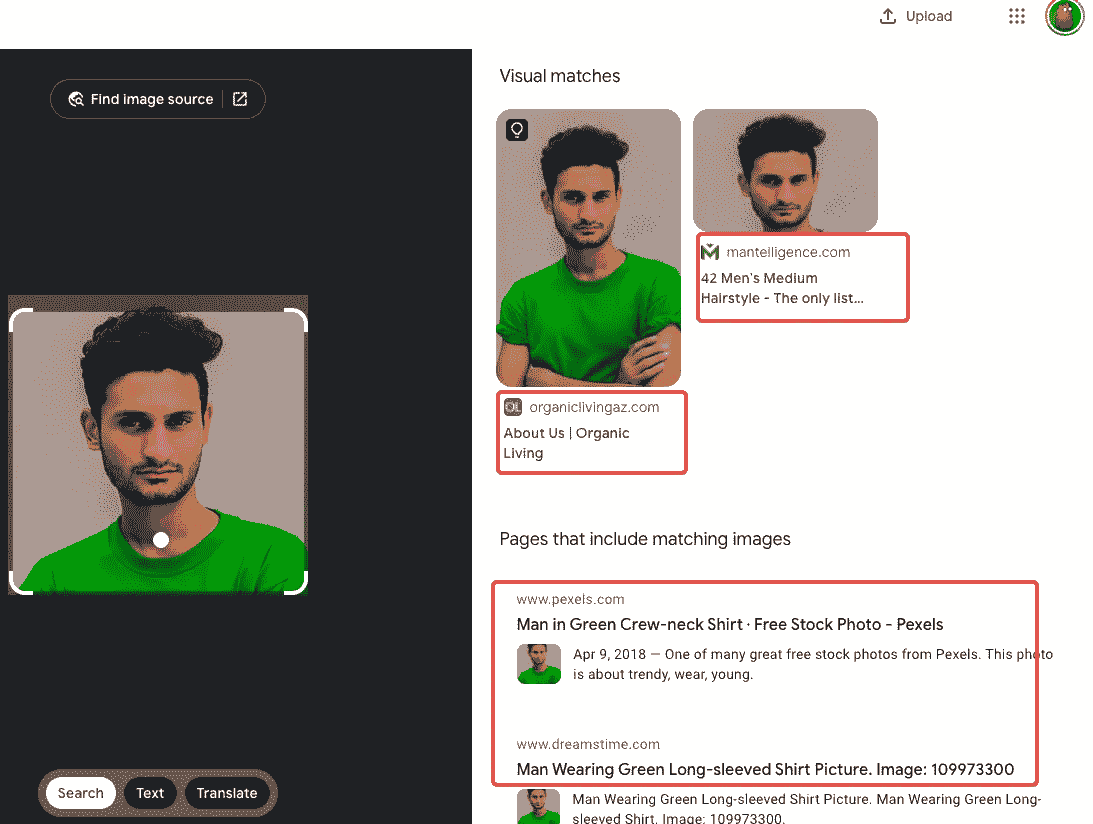 Upload
Find image source
Visual matches
mantelligence.com
42 Men's Medium
Hairstyle - The only list...
OL organiclivingaz.com
About Us | Organic
Living
Pages that include matching images
www.pexels.com
Man in Green Crew-neck Shirt · Free Stock Photo - Pexels
Apr 9, 2018 — One of many great free stock photos from Pexels. This photo
is about trendy, wear, young.
www.dreamstime.com
Man Wearing Green Long-sleeved Shirt Picture. Image: 109973300
Man Wearing Green Long-sleeved Shirt Picture. Man Wearing Green Long-
sleeved Shirt. Image: 109973300.
Search Text Translate